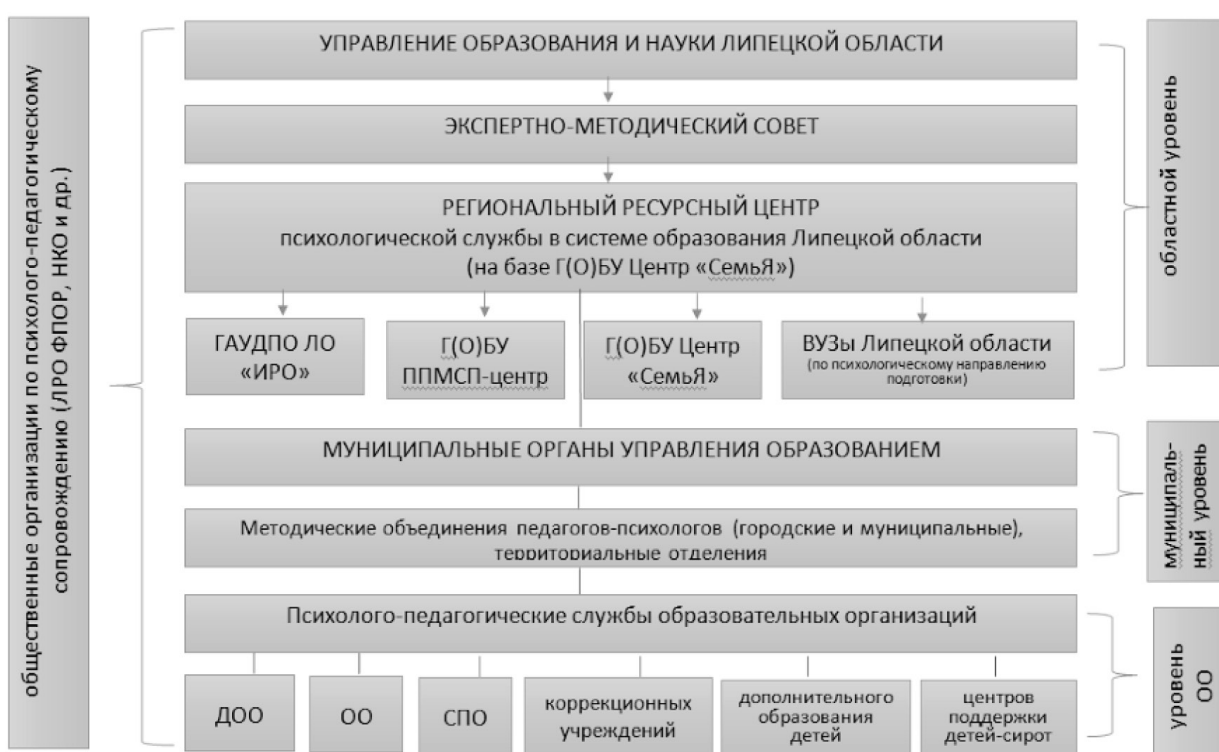 общественные организации по психолого-педагогическому
сопровождению (ЛРО ФПОР, НКО и др.)
УПРАВЛЕНИЕ ОБРАЗОВАНИЯ И НАУКИ ЛИПЕЦКОЙ ОБЛАСТИ
ЭКСПЕРТНО-МЕТОДИЧЕСКИЙ СОВЕТ
РЕГИОНАЛЬНЫЙ РЕСУРСНЫЙ ЦЕНТР
психологической службы в системе образования Липецкой области
(на базе Г(О)БУ Центр «СемьЯ»)
ГАУДПО ЛО
«ИРО»
Г(О)БУ
ППМСП-центр
Г(О)БУ Центр
«СемьЯ»
ВУЗы Липецкой области
(по психологическому направлению
подготовки)
областной уровень
МУНИЦИПАЛЬНЫЕ ОРГАНЫ УПРАВЛЕНИЯ ОБРАЗОВАНИЕМ
Методические объединения педагогов-психологов (городские и муниципальные),
территориальные отделения
муниципаль-
ный уровень
Психолого-педагогические службы образовательных организаций
ДОО
ОО
СПО
коррекционных
учреждений
дополнительного
образования
детей
центров
поддержки
детей-сирот
уровень
ОО